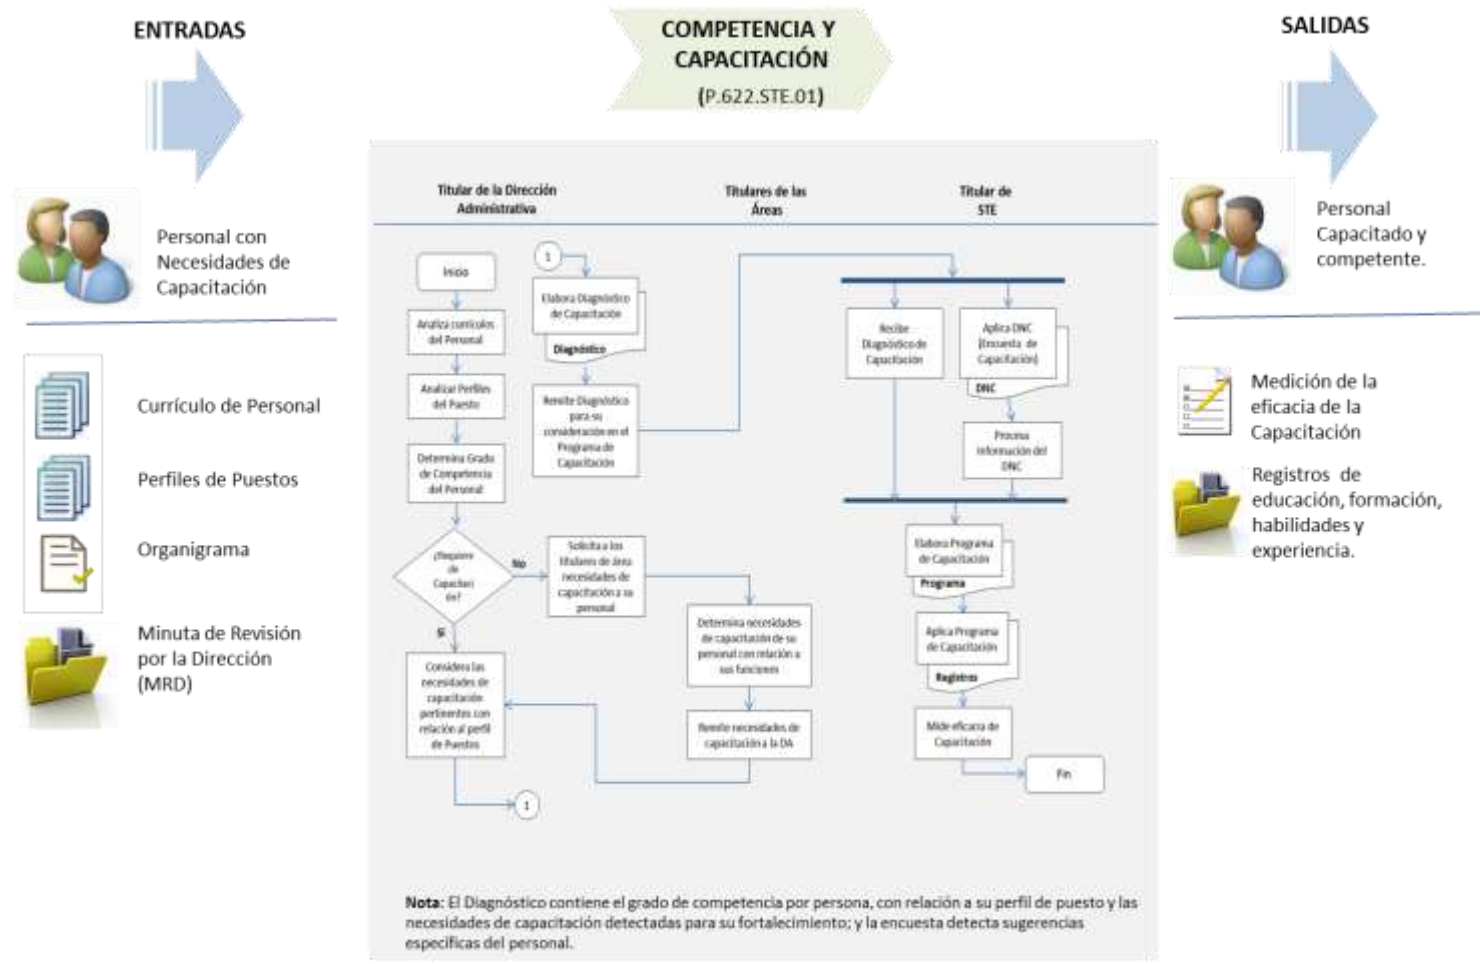 ENTRADAS
COMPETENCIA Y
CAPACITACIÓN
(P.622.STE.01)
SALIDAS
Personal con
Necesidades de
Capacitación
Currículo de Personal
Perfiles de Puestos
Organigrama
Minuta de Revisión
por la Dirección
(MRD)
Titular de la Dirección
Administrativa
Titulares de las
Áreas
Titular de
STE
Inicio
Analiza currículos
del Personal
Analizar Perfiles
del Puesto
Determina Grado
de Competencia
del Personal
¿Requiere
de
Capacitaci
ón?
No
Si
Solicita a los
titulares de área
necesidades de
capacitación a su
personal
Considera las
necesidades de
capacitación
pertinentes con
relación al perfil
de Puestos
1
1
Elabora Diagnóstico
de Capacitación
Diagnóstico
Remite Diagnóstico
para su
consideración en el
Programa de
Capacitación
Determina necesidades
de capacitación de su
personal con relación a
sus funciones
Remite necesidades de
capacitación a la DA
Recibe
Diagnóstico de
Capacitación
Aplica DNC
(Encuesta de
Capacitación)
DNC
Procesa
Información del
DNC
Elabora Programa
de Capacitación
Programa
Aplica Programa
de Capacitación
Registros
Mide eficacia de
Capacitación
Fin
Nota: El Diagnóstico contiene el grado de competencia por persona, con relación a su perfil de puesto y las
necesidades de capacitación detectadas para su fortalecimiento; y la encuesta detecta sugerencias
específicas del personal.
Personal
Capacitado y
competente.
Medición de la
eficacia de la
Capacitación
Registros de
educación, formación,
habilidades y
experiencia.